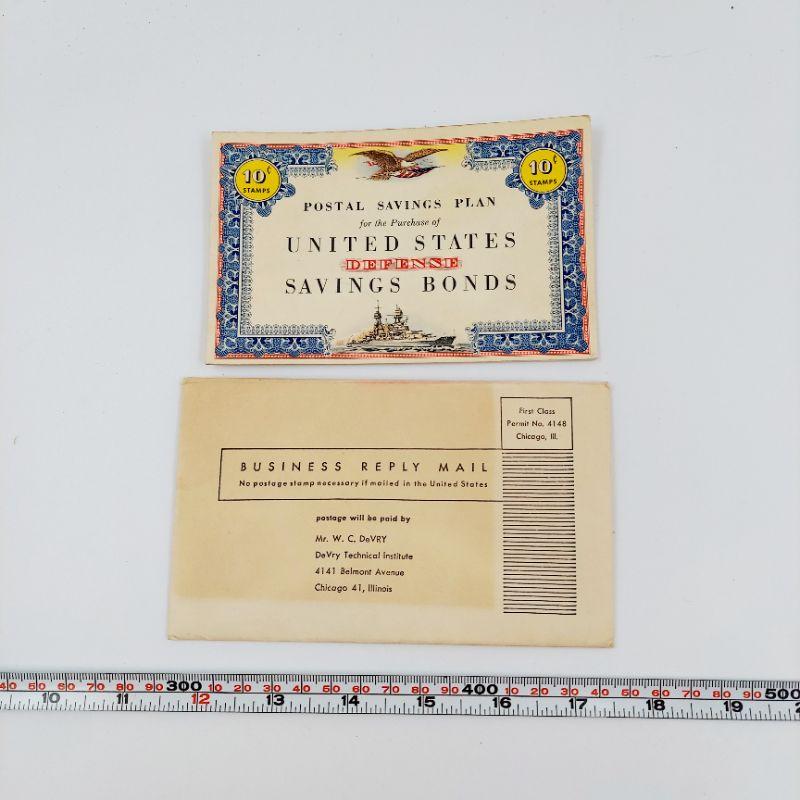 10¢
STAMPS
10¢
STAMPS
POSTAL SAVINGS PLAN
for the Purchase of
UNITED STATES
DEFENSE
SAVINGS BONDS
First Class
Permit No. 4148
Chicago, Ill.
BUSINESS REPLY MAIL
No postage stamp necessary if mailed in the United States
postage will be paid by
Mr. W. C. DeVRY
DeVry Technical Institute
4141 Belmont Avenue
Chicago 41, Illinois
40 50 60 70 80 90 300 10 20 30 40 50 60 70 80 90 400 10 20 30 40 50 60 70 80 90 500
10 11 12 13 14 15 16 17 18 19